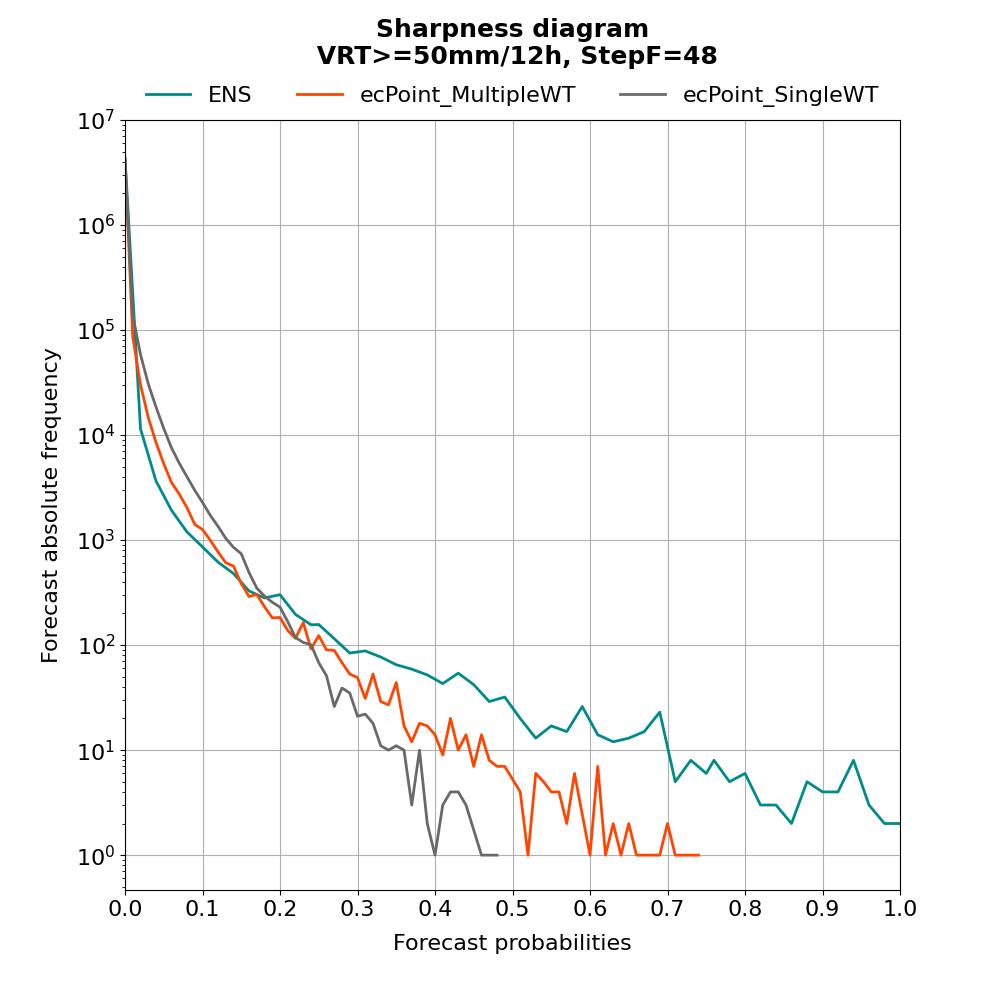 Sharpness diagram
VRT>=50mm/12h, StepF=48
ENS ecPoint_MultipleWT ecPoint_SingleWT
10⁷
10⁶
10⁵
10⁴
10³
10²
10¹
10⁰
Forecast absolute frequency
0.0 0.1 0.2 0.3 0.4 0.5 0.6 0.7 0.8 0.9 1.0
Forecast probabilities